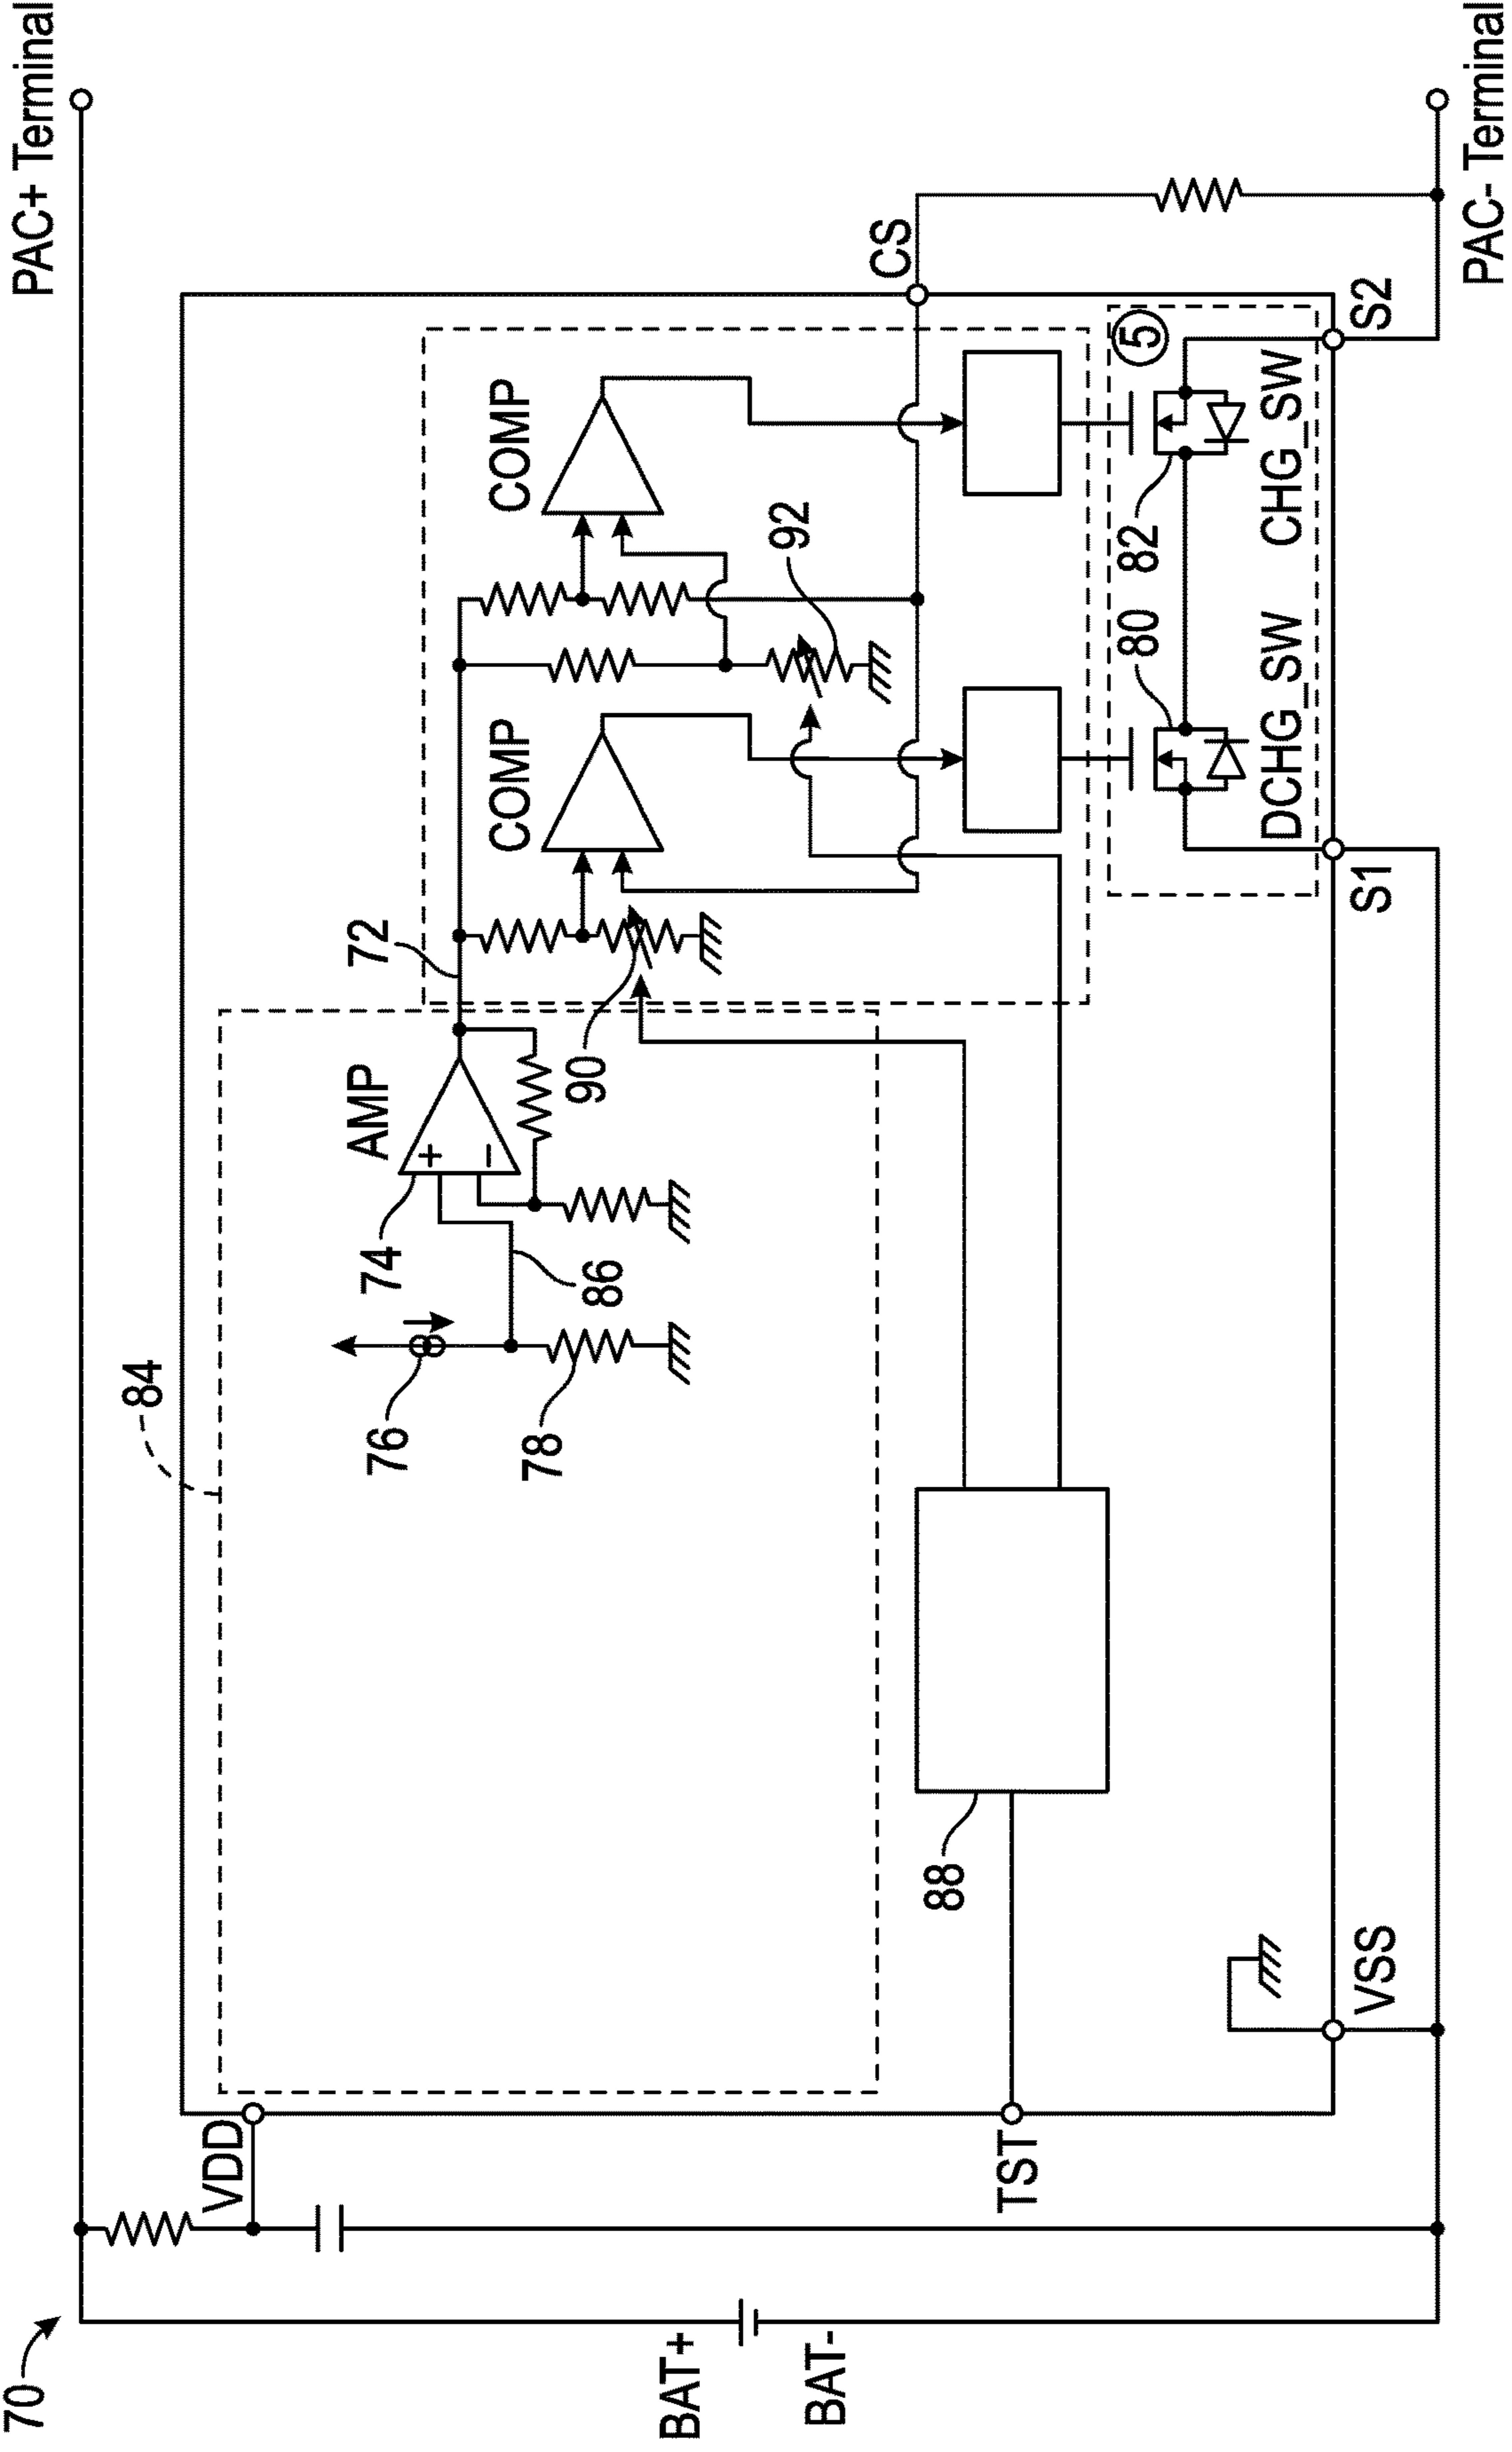 70
PAC+ Terminal
VDD
84
76
74
AMP
+
−
72
COMP
COMP
CS
78
86
90
92
BAT+
BAT-
TST
88
80
82
5
DCHG_SW
CHG_SW
VSS
S1
S2
PAC- Terminal